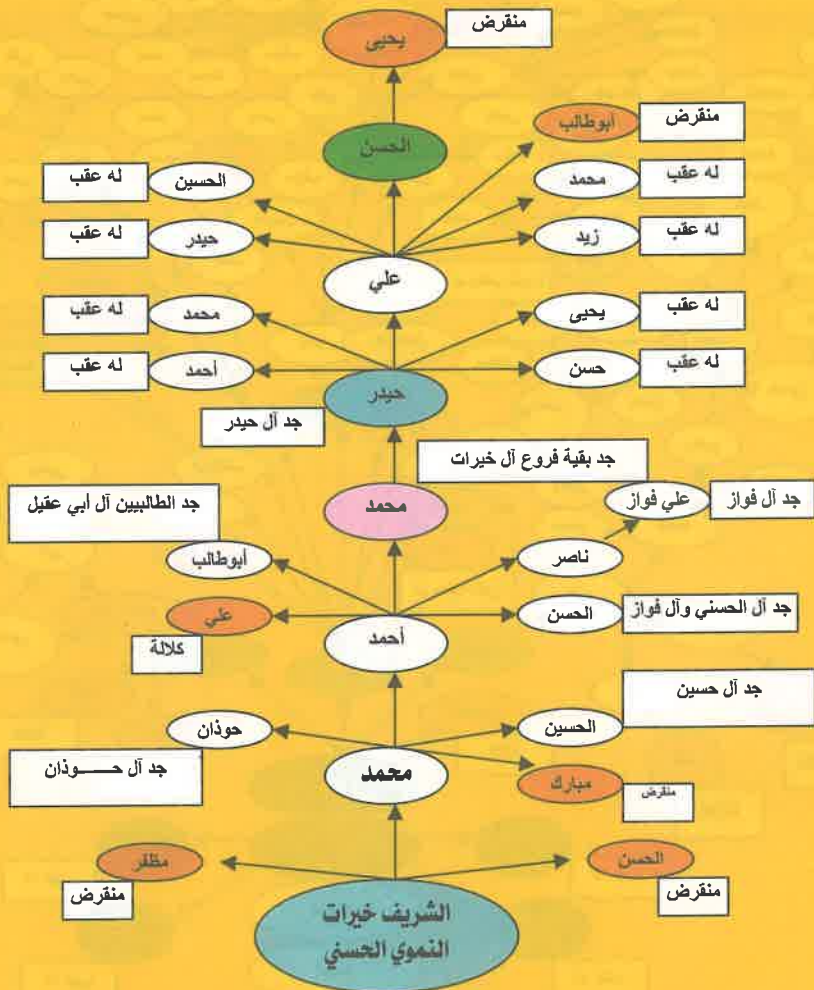 يحيى
منقرض
الحسن
أبوطالب
منقرض
الحسين
له عقب
محمد
له عقب
حيدر
له عقب
زيد
له عقب
علي
محمد
له عقب
يحيى
له عقب
أحمد
له عقب
حسن
له عقب
حيدر
جد آل حيدر
جد بقية فروع آل خيرات
محمد
علي فواز
جد آل فواز
جد الطالبيين آل أبي عقيل
أبوطالب
ناصر
علي
كلالة
أحمد
الحسن
جد آل الحسني وآل فواز
جد آل حسين
حوذان
الحسين
جد آل حـــــوذان
محمد
مبارك
منقرض
مظفر
منقرض
الحسن
منقرض
الشريف خيرات
النموي الحسني